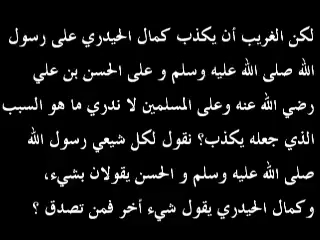 لكن الغريب أن يكذب كمال الحيدري على رسول
الله صلى الله عليه وسلم و على الحسن بن علي
رضي الله عنه وعلى المسلمين لا ندري ما هو السبب
الذي جعله يكذب؟ نقول لكل شيعي رسول الله
صلى الله عليه وسلم و الحسن يقولان بشيء،
وكمال الحيدري يقول شيء أخر فمن تصدق ؟